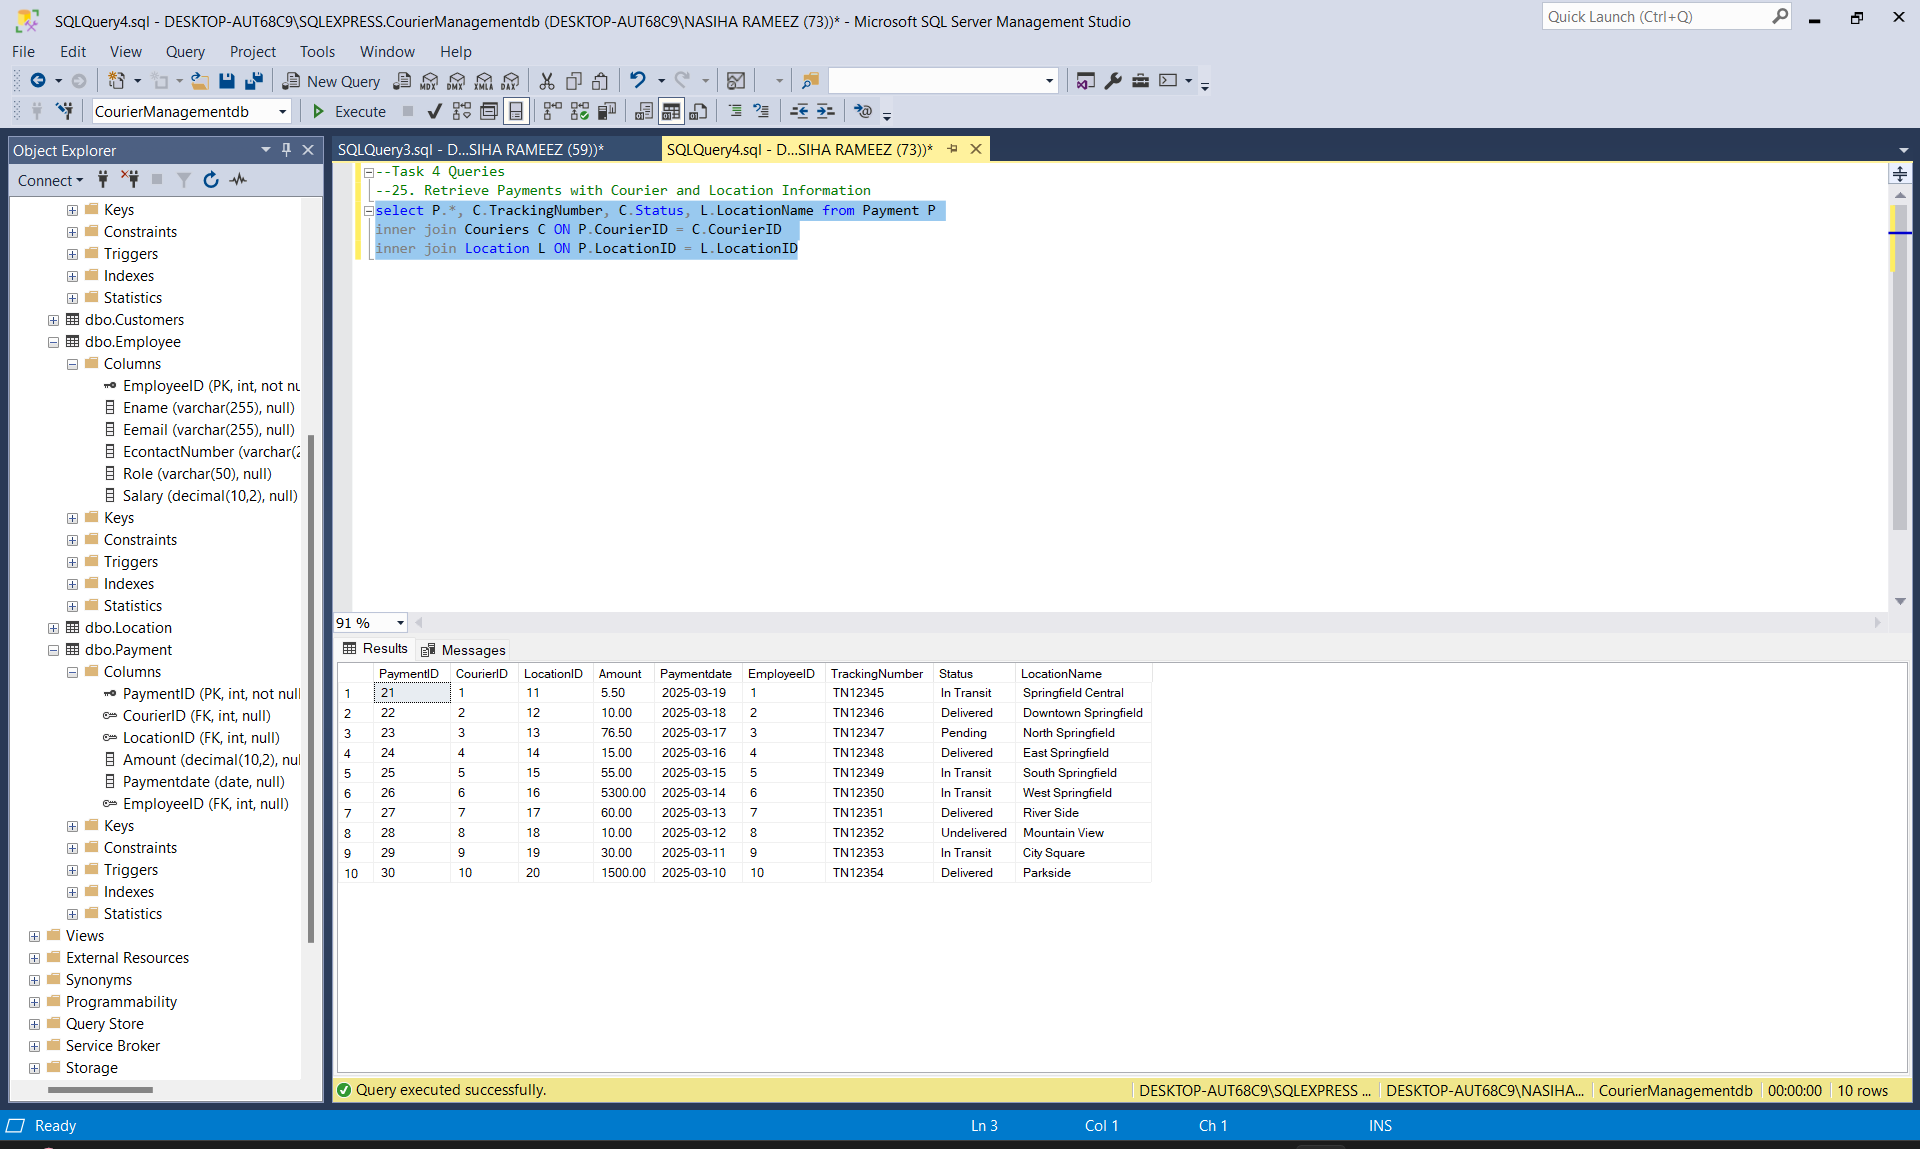 SQLQuery4.sql - DESKTOP-AUT68C9\SQLEXPRESS.CourierManagementdb (DESKTOP-AUT68C9\NASIHA RAMEEZ (73))* - Microsoft SQL Server Management Studio
Quick Launch (Ctrl+Q)
File Edit View Query Project Tools Window Help
New Query MDX DMX XMLA DAX
CourierManagementdb Execute
Object Explorer
Connect
Keys
Constraints
Triggers
Indexes
Statistics
dbo.Customers
dbo.Employee
Columns
EmployeeID (PK, int, not nu
Ename (varchar(255), null)
Eemail (varchar(255), null)
EcontactNumber (varchar(2
Role (varchar(50), null)
Salary (decimal(10,2), null)
Keys
Constraints
Triggers
Indexes
Statistics
dbo.Location
dbo.Payment
Columns
PaymentID (PK, int, not null
CourierID (FK, int, null)
LocationID (FK, int, null)
Amount (decimal(10,2), nul
Paymentdate (date, null)
EmployeeID (FK, int, null)
Keys
Constraints
Triggers
Indexes
Statistics
Views
External Resources
Synonyms
Programmability
Query Store
Service Broker
Storage
SQLQuery3.sql - D...SIHA RAMEEZ (59))* SQLQuery4.sql - D...SIHA RAMEEZ (73))*
--Task 4 Queries
--25. Retrieve Payments with Courier and Location Information
select P.*, C.TrackingNumber, C.Status, L.LocationName from Payment P
inner join Couriers C ON P.CourierID = C.CourierID
inner join Location L ON P.LocationID = L.LocationID
91 %
Results Messages
PaymentID CourierID LocationID Amount Paymentdate EmployeeID TrackingNumber Status LocationName
1 21 1 11 5.50 2025-03-19 1 TN12345 In Transit Springfield Central
2 22 2 12 10.00 2025-03-18 2 TN12346 Delivered Downtown Springfield
3 23 3 13 76.50 2025-03-17 3 TN12347 Pending North Springfield
4 24 4 14 15.00 2025-03-16 4 TN12348 Delivered East Springfield
5 25 5 15 55.00 2025-03-15 5 TN12349 In Transit South Springfield
6 26 6 16 5300.00 2025-03-14 6 TN12350 In Transit West Springfield
7 27 7 17 60.00 2025-03-13 7 TN12351 Delivered River Side
8 28 8 18 10.00 2025-03-12 8 TN12352 Undelivered Mountain View
9 29 9 19 30.00 2025-03-11 9 TN12353 In Transit City Square
10 30 10 20 1500.00 2025-03-10 10 TN12354 Delivered Parkside
Query executed successfully. DESKTOP-AUT68C9\SQLEXPRESS ... DESKTOP-AUT68C9\NASIHA... CourierManagementdb 00:00:00 10 rows
Ready Ln 3 Col 1 Ch 1 INS